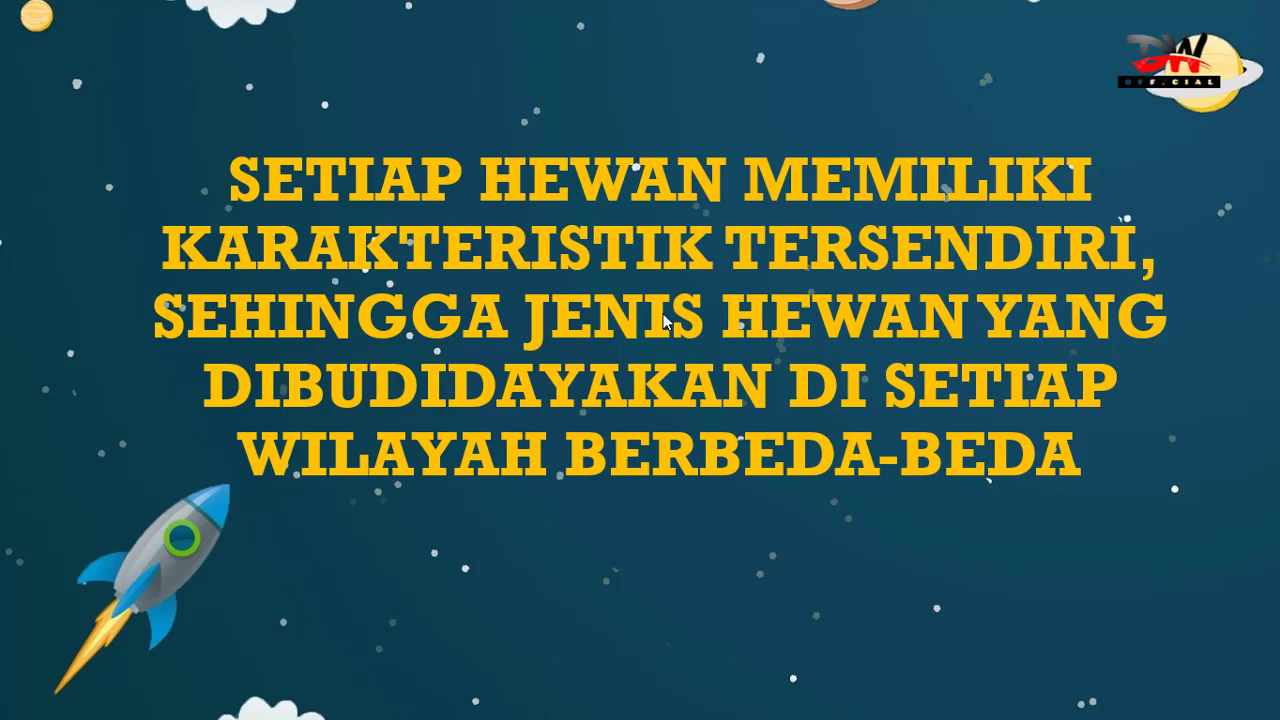 SETIAP HEWAN MEMILIKI
KARAKTERISTIK TERSENDIRI,
SEHINGGA JENIS HEWAN YANG
DIBUDIDAYAKAN DI SETIAP
WILAYAH BERBEDA-BEDA